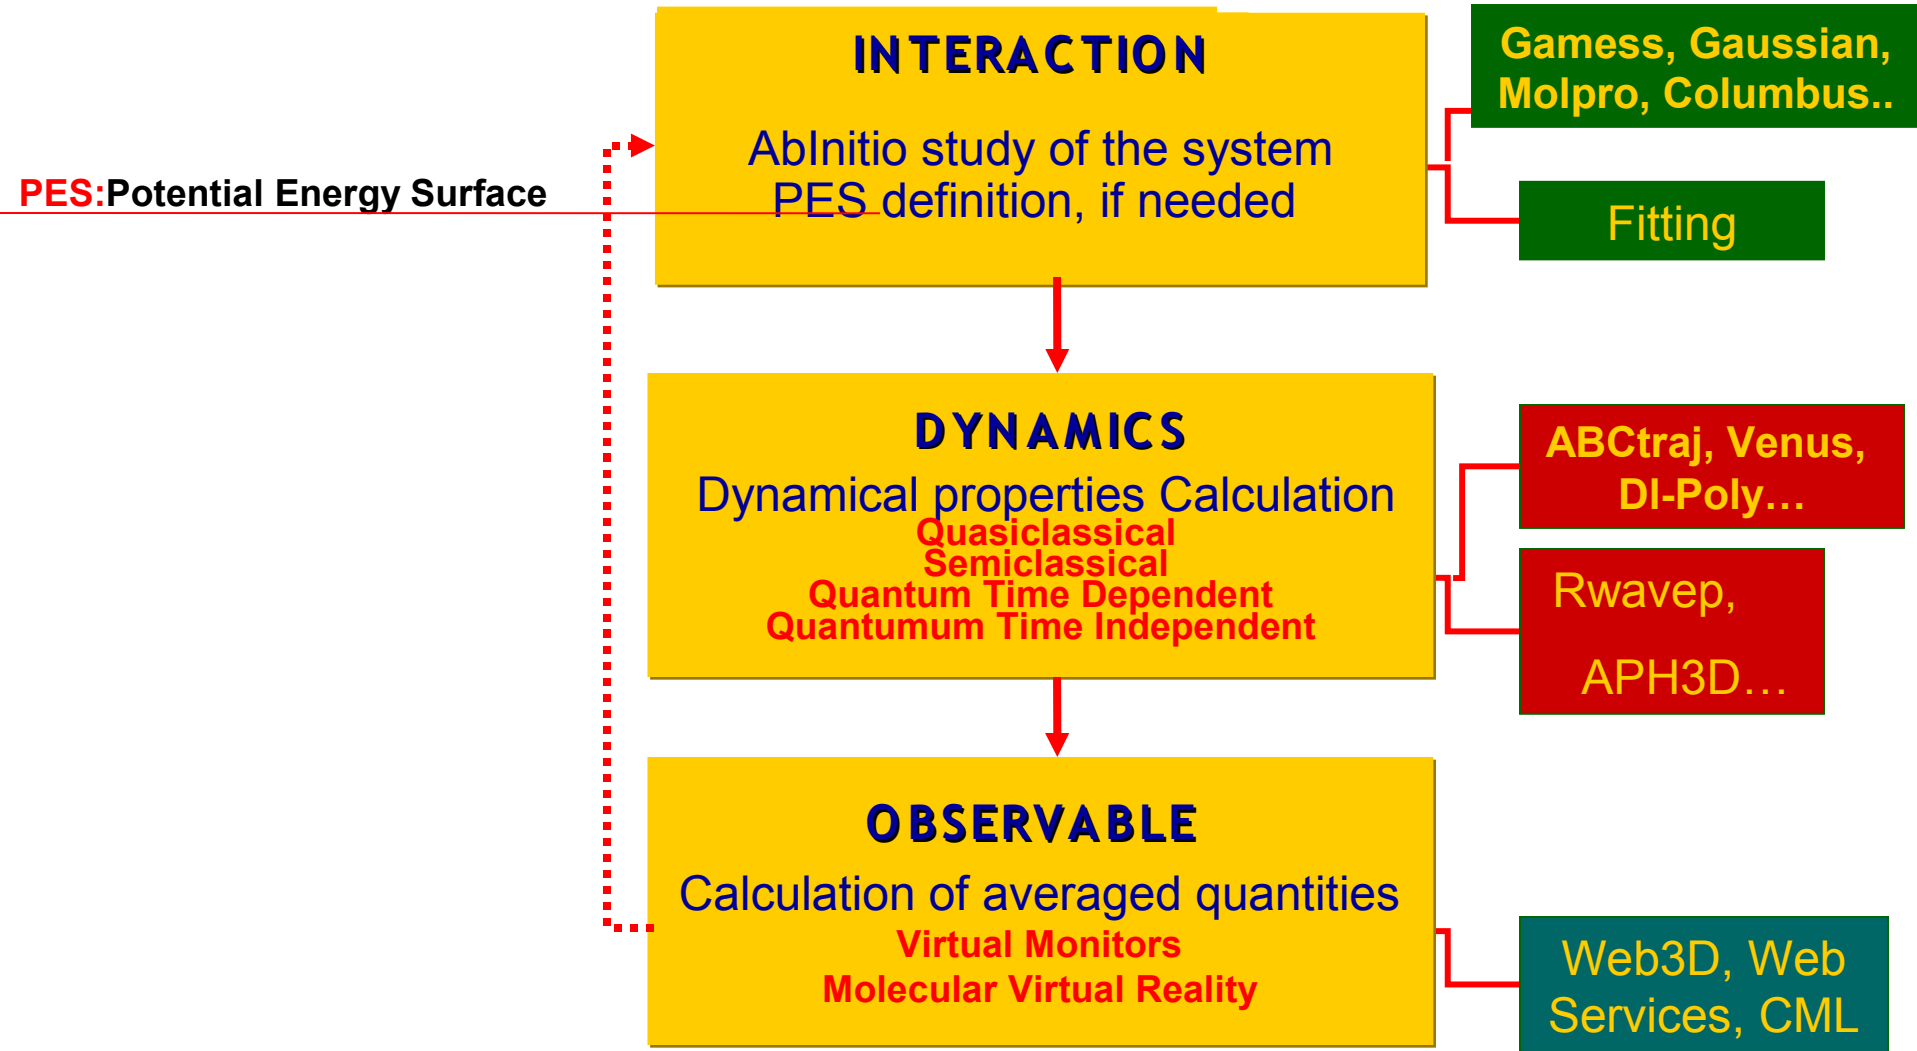 INTERACTION
AbInitio study of the system
PES definition, if needed
Gamess, Gaussian,
Molpro, Columbus..
Fitting
PES:Potential Energy Surface
DYNAMICS
Dynamical properties Calculation
Quasiclassical
Semiclassical
Quantum Time Dependent
Quantumum Time Independent
ABCtraj, Venus,
Dl-Poly…
Rwavep,
APH3D…
OBSERVABLE
Calculation of averaged quantities
Virtual Monitors
Molecular Virtual Reality
Web3D, Web
Services, CML